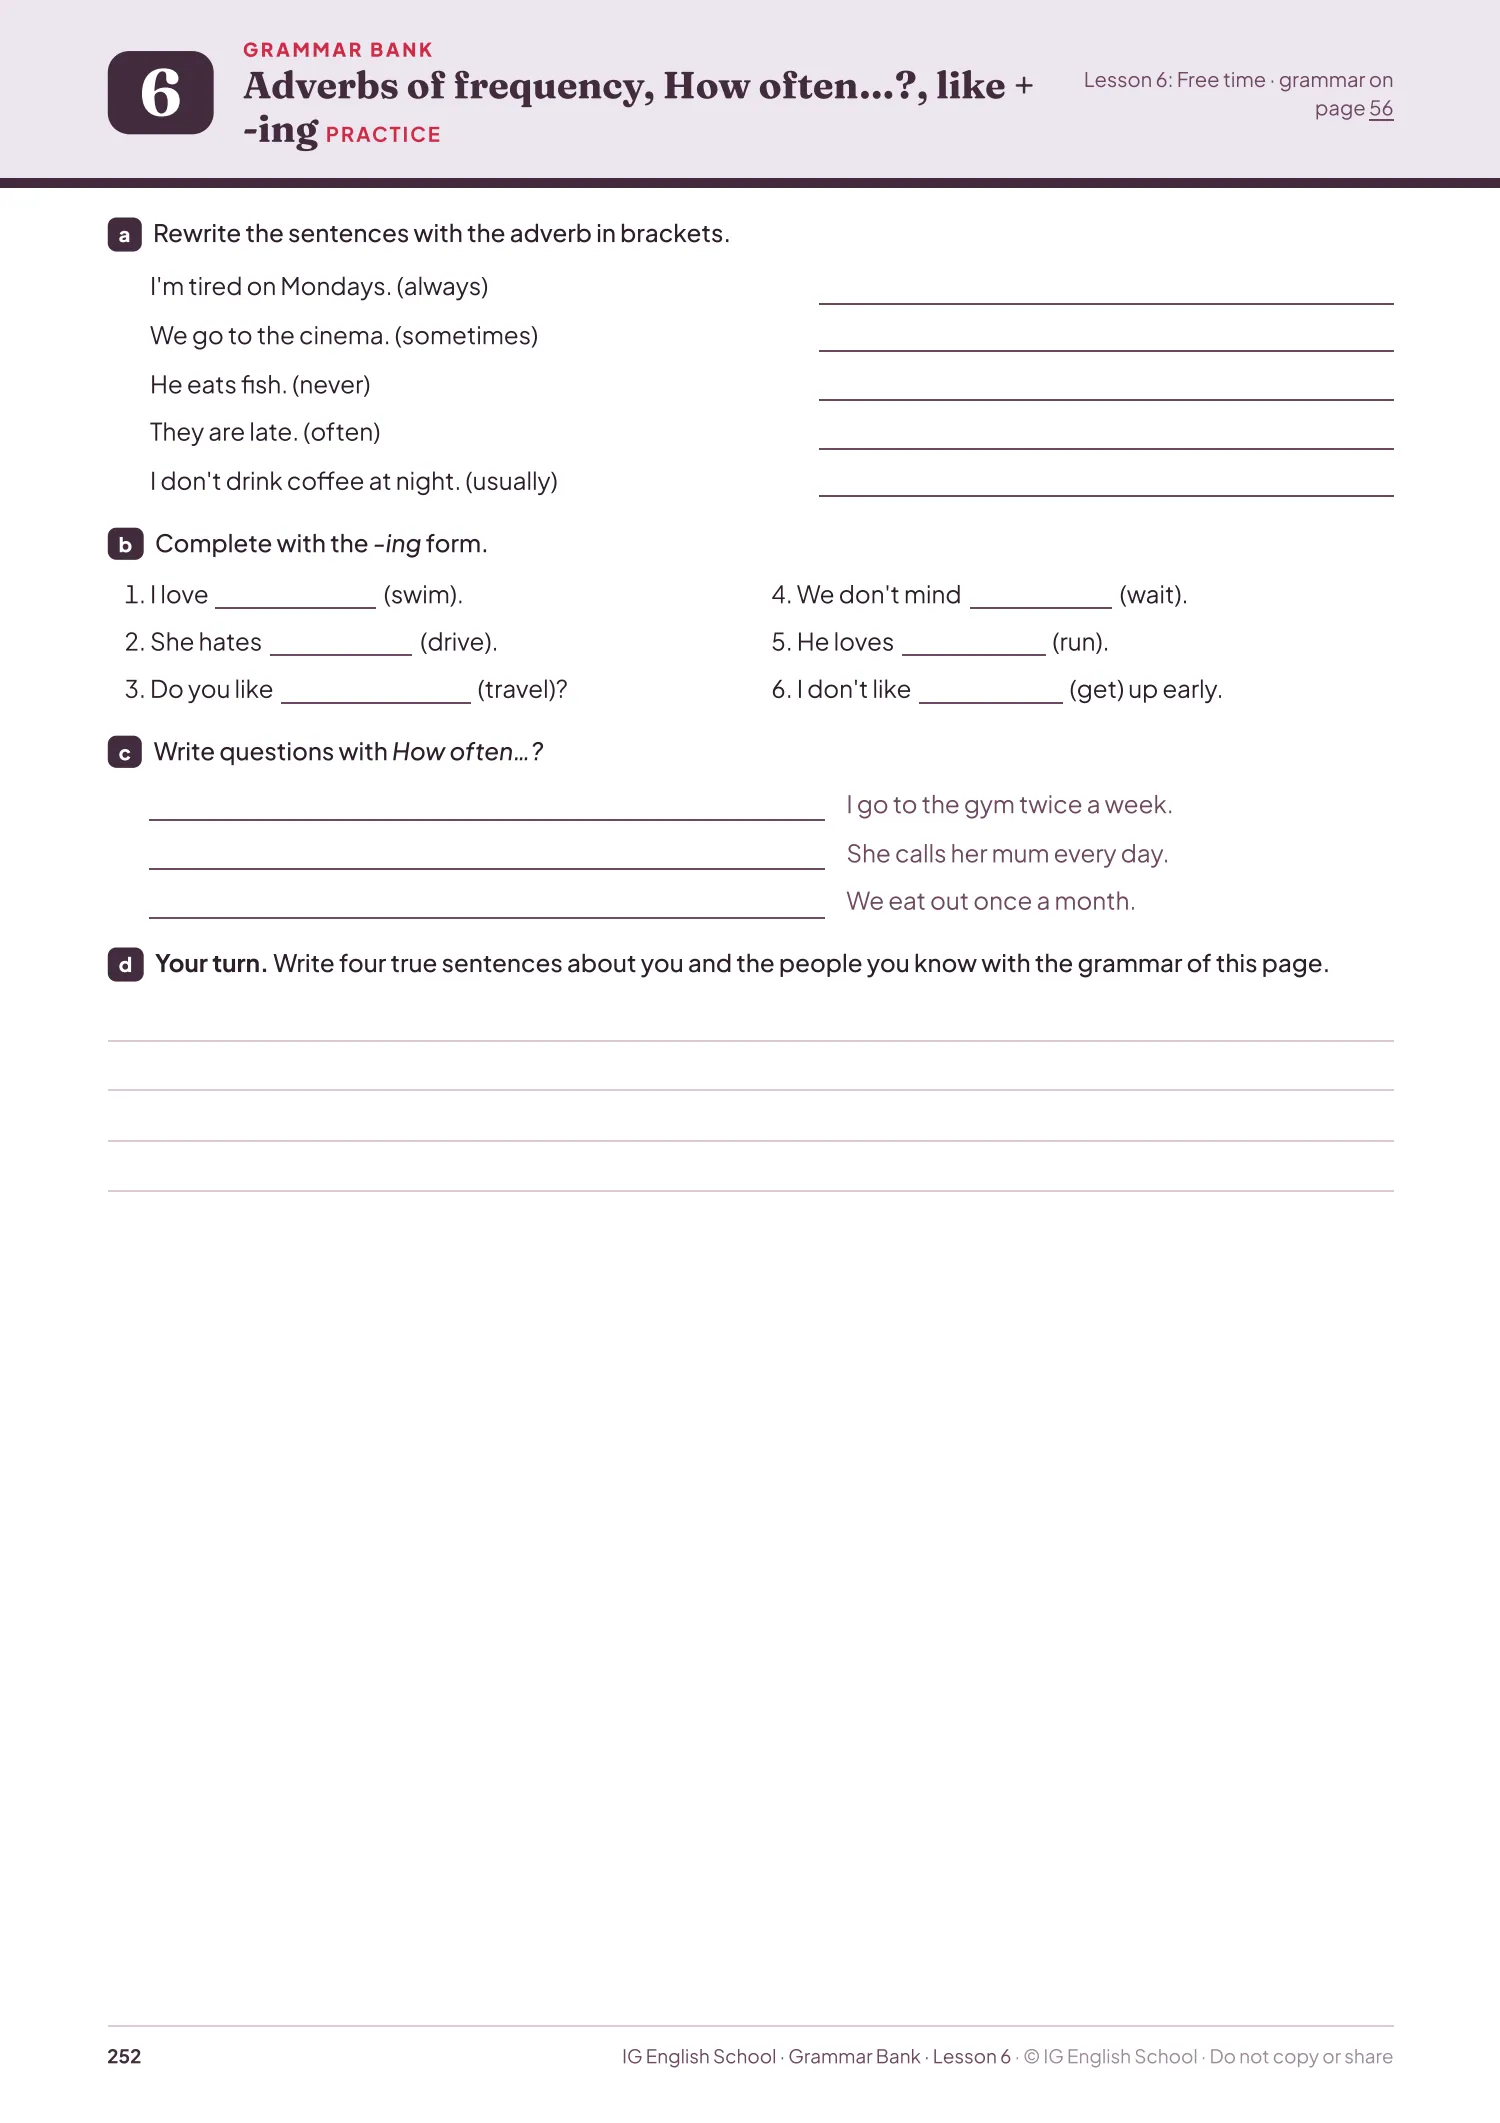 6
GRAMMAR BANK
Adverbs of frequency, How often...?, like +
-ing PRACTICE
Lesson 6: Free time · grammar on
page 56
a Rewrite the sentences with the adverb in brackets.
I'm tired on Mondays. (always)
We go to the cinema. (sometimes)
He eats fish. (never)
They are late. (often)
I don't drink coffee at night. (usually)
b Complete with the -ing form.
1. I love ________ (swim).
2. She hates ________ (drive).
3. Do you like ________ (travel)?
4. We don't mind ________ (wait).
5. He loves ________ (run).
6. I don't like ________ (get) up early.
c Write questions with How often...?
I go to the gym twice a week.
She calls her mum every day.
We eat out once a month.
d Your turn. Write four true sentences about you and the people you know with the grammar of this page.
252
IG English School · Grammar Bank · Lesson 6 · © IG English School · Do not copy or share